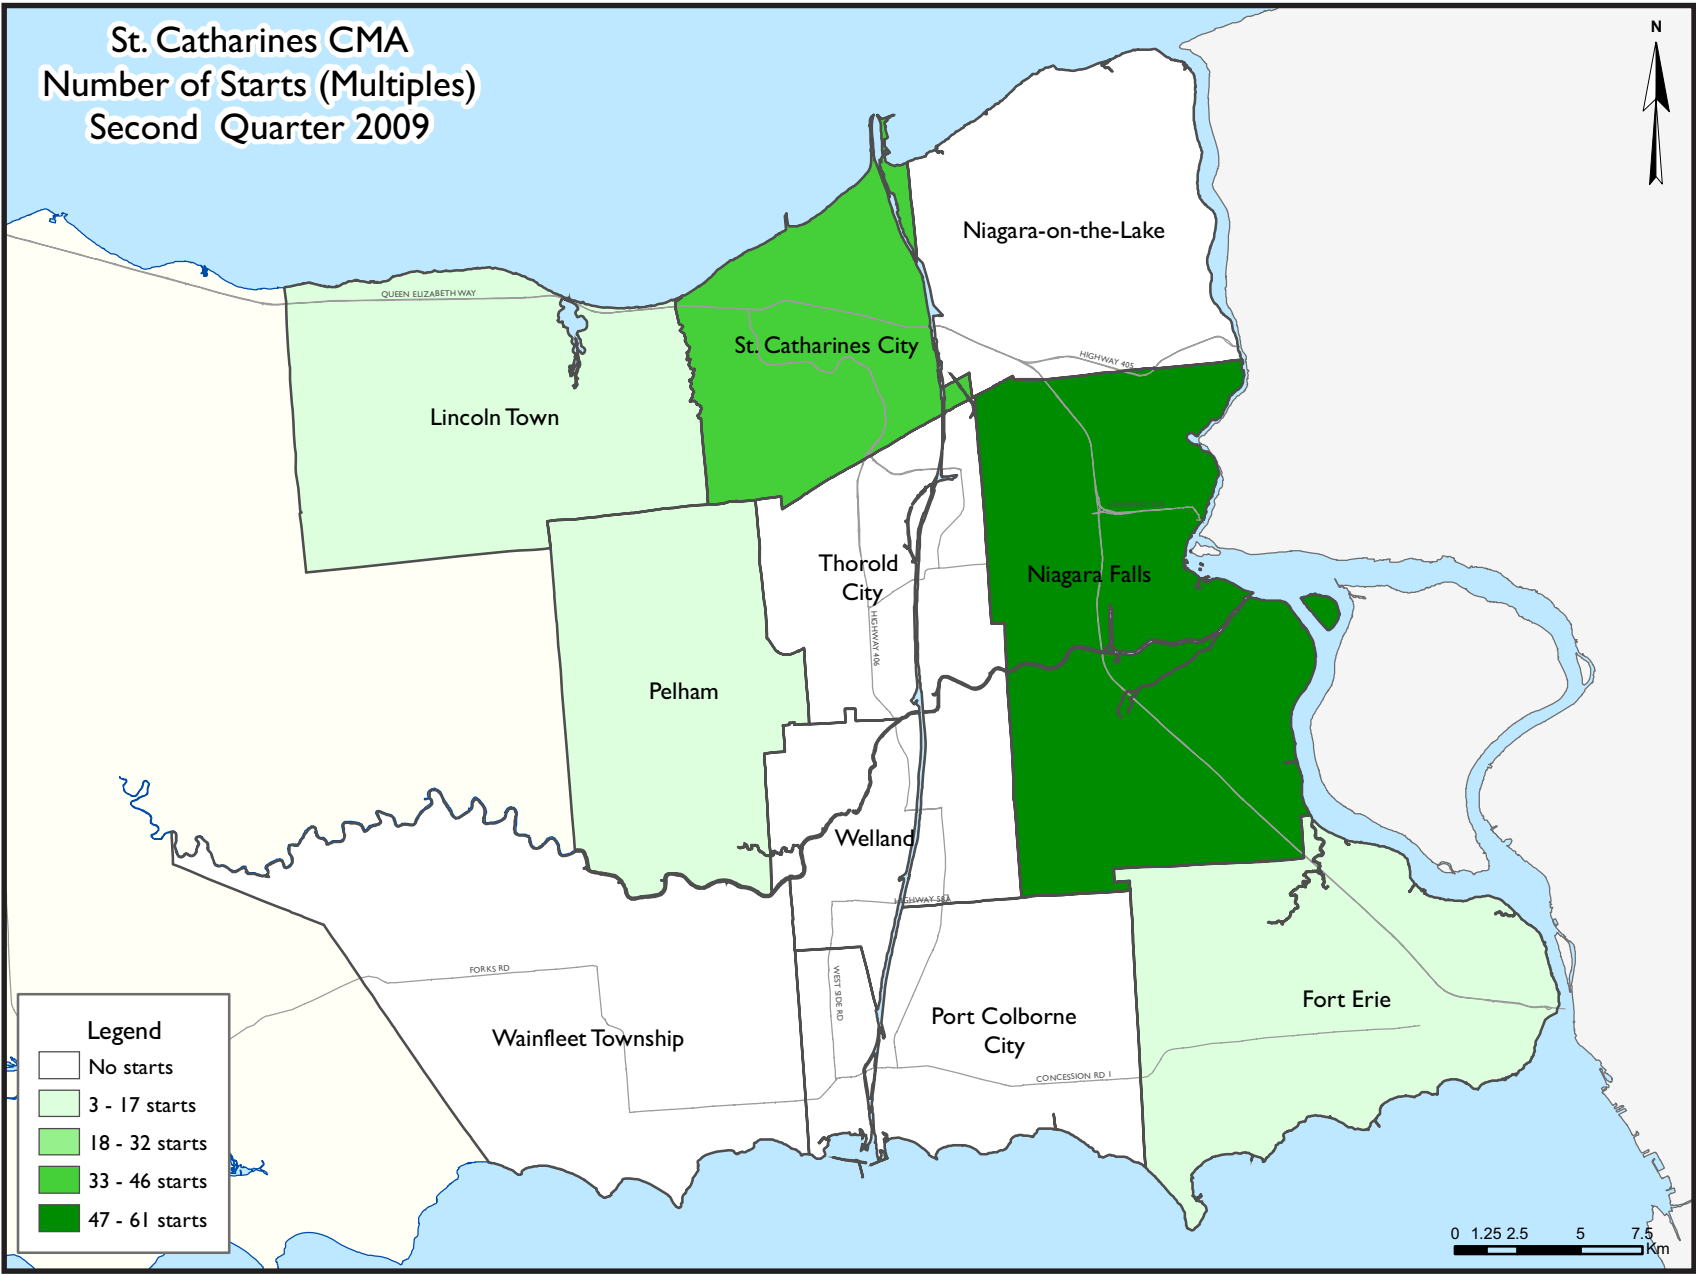 St. Catharines CMA
Number of Starts (Multiples)
Second Quarter 2009
N
Niagara-on-the-Lake
QUEEN ELIZABETH WAY
St. Catharines City
HIGHWAY 405
Lincoln Town
Thorold
City
Niagara Falls
HIGHWAY 406
Pelham
Welland
HIGHWAY 58A
FORKS RD
WEST SIDE RD
Fort Erie
Port Colborne
City
Wainfleet Township
CONCESSION RD 1
Legend
No starts
3 - 17 starts
18 - 32 starts
33 - 46 starts
47 - 61 starts
0 1.25 2.5 5 7.5
Km